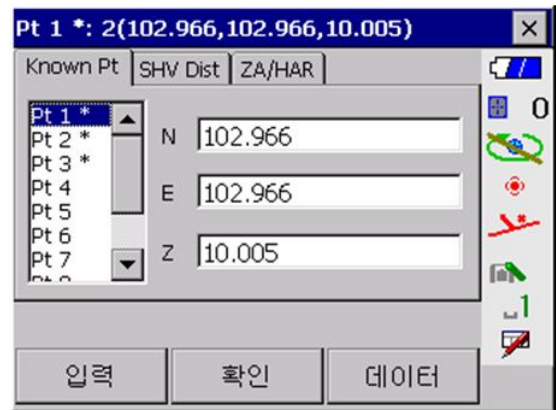 Pt 1 *: 2(102.966,102.966,10.005)
Known Pt SHV Dist ZA/HAR
Pt 1 *
Pt 2 *
Pt 3 *
Pt 4
Pt 5
Pt 6
Pt 7
N 102.966
E 102.966
Z 10.005
0
1
입력 확인 데이터